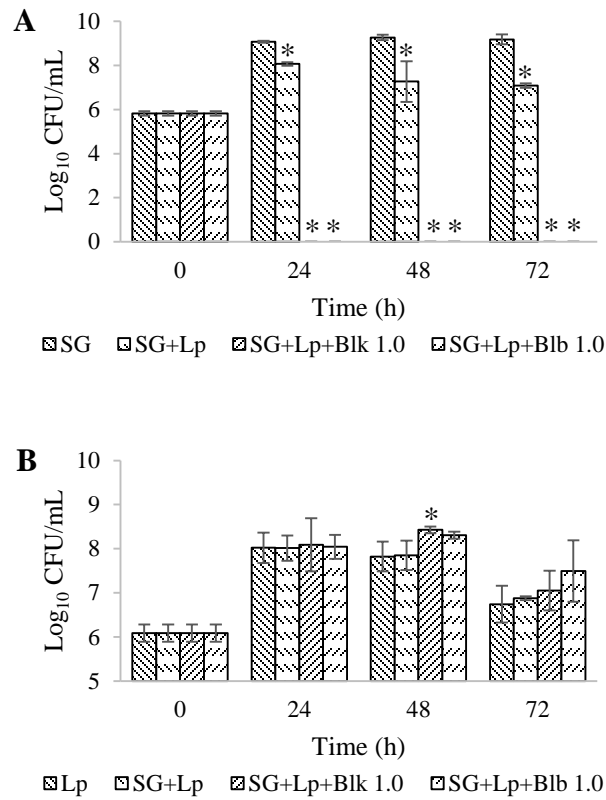 A
10
8
6
4
2
0
Log10 CFU/mL
* * *
* * * * * *
0 24 48 72
Time (h)
SG SG+Lp SG+Lp+Blk 1.0 SG+Lp+Blb 1.0
B
10
9
8
7
6
5
Log10 CFU/mL
*
0 24 48 72
Time (h)
Lp SG+Lp SG+Lp+Blk 1.0 SG+Lp+Blb 1.0